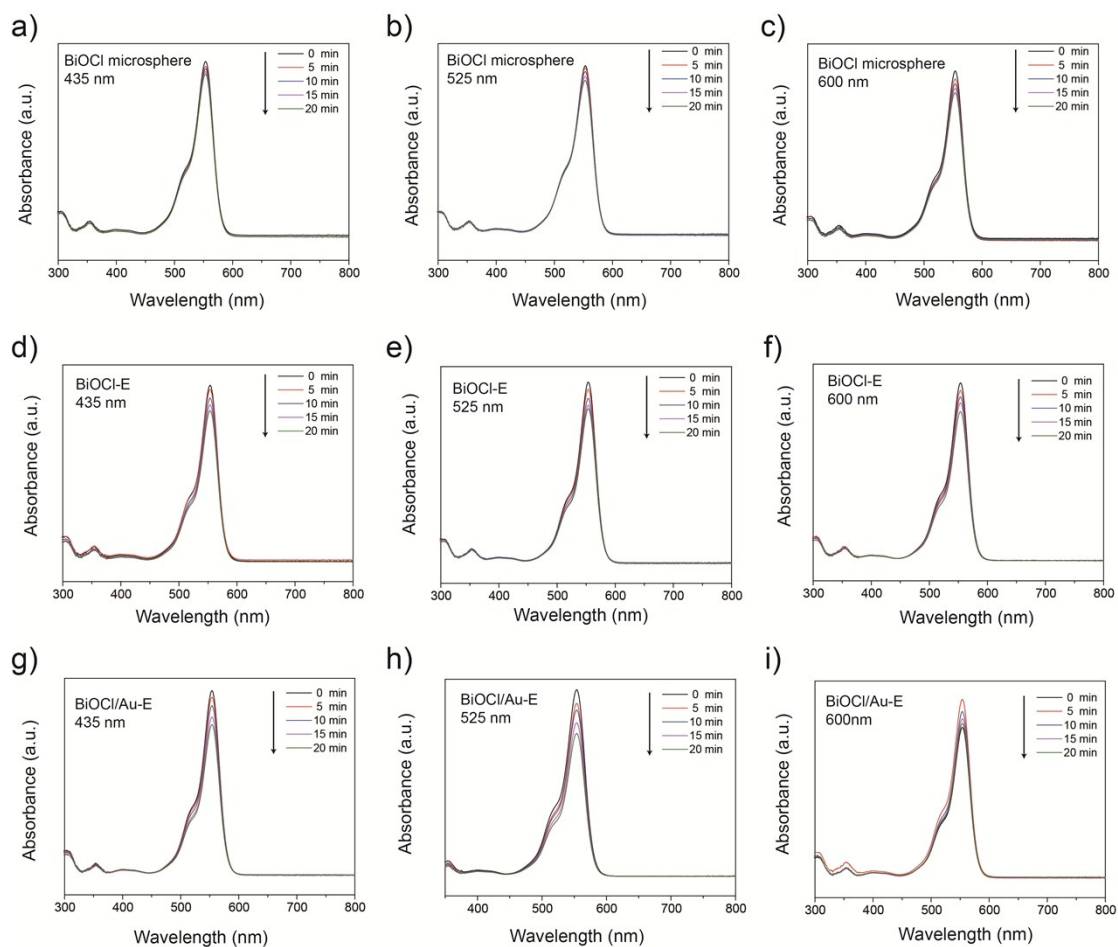 a)
BiOCl microsphere
435 nm
0 min
5 min
10 min
15 min
20 min
Absorbance (a.u.)
300 400 500 600 700 800
Wavelength (nm)
b)
BiOCl microsphere
525 nm
0 min
5 min
10 min
15 min
20 min
Absorbance (a.u.)
300 400 500 600 700 800
Wavelength (nm)
c)
BiOCl microsphere
600 nm
0 min
5 min
10 min
15 min
20 min
Absorbance (a.u.)
300 400 500 600 700 800
Wavelength (nm)
d)
BiOCl-E
435 nm
0 min
5 min
10 min
15 min
20 min
Absorbance (a.u.)
300 400 500 600 700 800
Wavelength (nm)
e)
BiOCl-E
525 nm
0 min
5 min
10 min
15 min
20 min
Absorbance (a.u.)
300 400 500 600 700 800
Wavelength (nm)
f)
BiOCl-E
600 nm
0 min
5 min
10 min
15 min
20 min
Absorbance (a.u.)
300 400 500 600 700 800
Wavelength (nm)
g)
BiOCl/Au-E
435 nm
0 min
5 min
10 min
15 min
20 min
Absorbance (a.u.)
300 400 500 600 700 800
Wavelength (nm)
h)
BiOCl/Au-E
525 nm
0 min
5 min
10 min
15 min
20 min
Absorbance (a.u.)
400 500 600 700 800
Wavelength (nm)
i)
BiOCl/Au-E
600nm
0 min
5 min
10 min
15 min
20 min
Absorbance (a.u.)
300 400 500 600 700 800
Wavelength (nm)